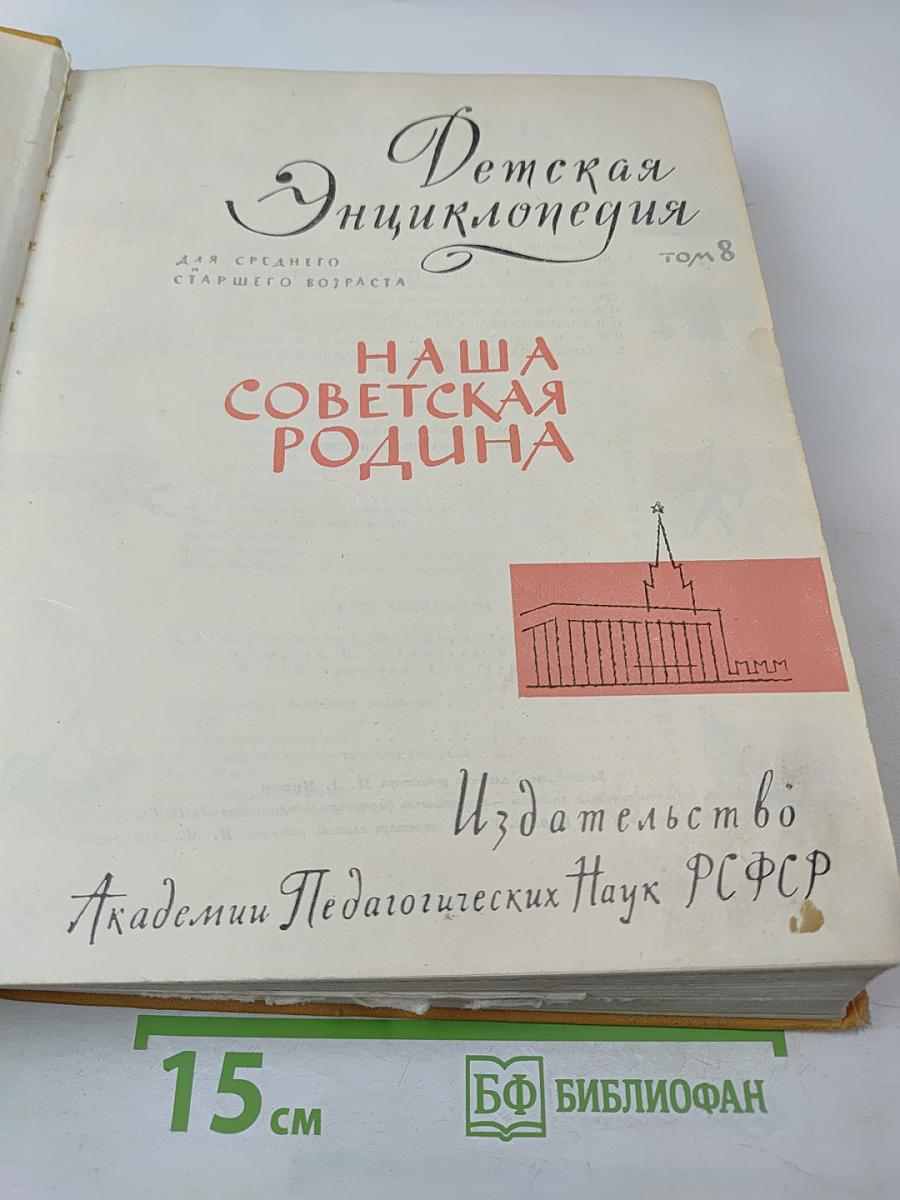 Детская
Энциклопедия
ДЛЯ СРЕДНЕГО
И
СТАРШЕГО ВОЗРАСТА
ТОМ 8
НАША
СОВЕТСКАЯ
РОДИНА
Издательство
Академии Педагогических Наук РСФСР
15 см
БФ БИБЛИОФАН